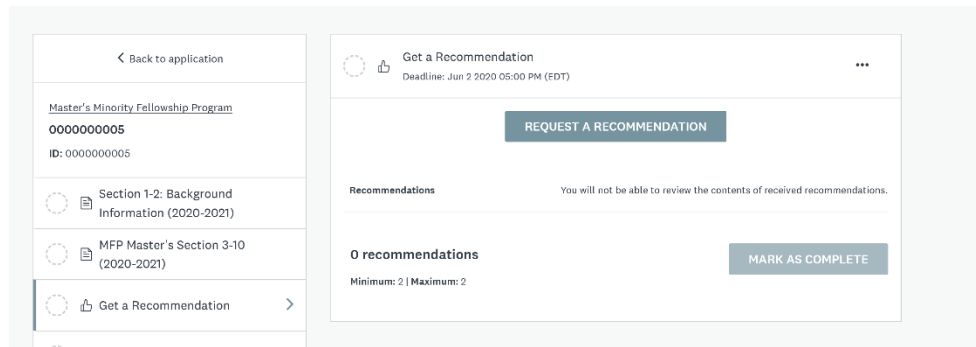 Back to application
Master's Minority Fellowship Program
0000000005
ID: 0000000005
Section 1-2: Background
Information (2020-2021)
MFP Master's Section 3-10
(2020-2021)
Get a Recommendation
Get a Recommendation
Deadline: Jun 2 2020 05:00 PM (EDT)
•••
REQUEST A RECOMMENDATION
Recommendations
You will not be able to review the contents of received recommendations.
0 recommendations
Minimum: 2 | Maximum: 2
MARK AS COMPLETE